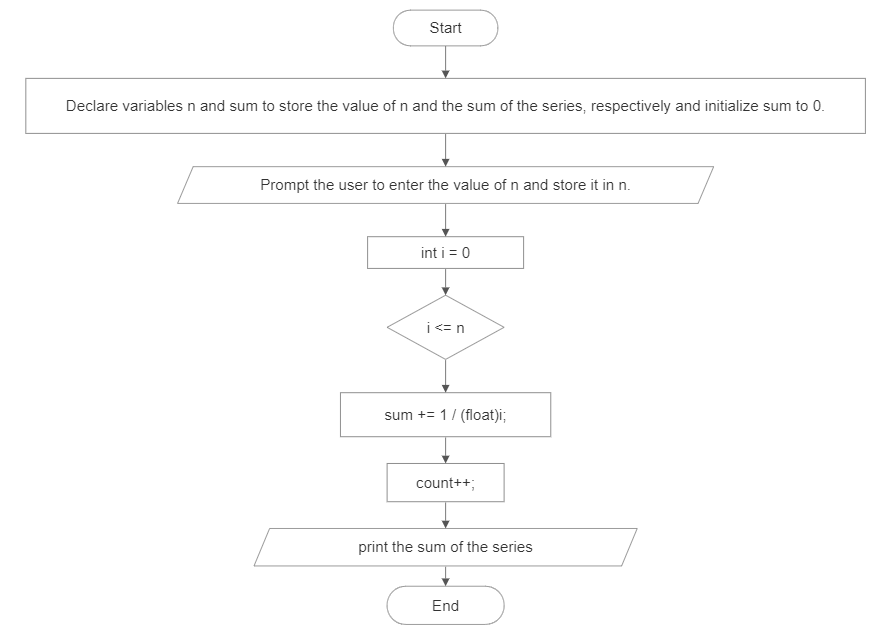 Start
Declare variables n and sum to store the value of n and the sum of the series, respectively and initialize sum to 0.
Prompt the user to enter the value of n and store it in n.
int i = 0
i <= n
sum += 1 / (float)i;
count++;
print the sum of the series
End